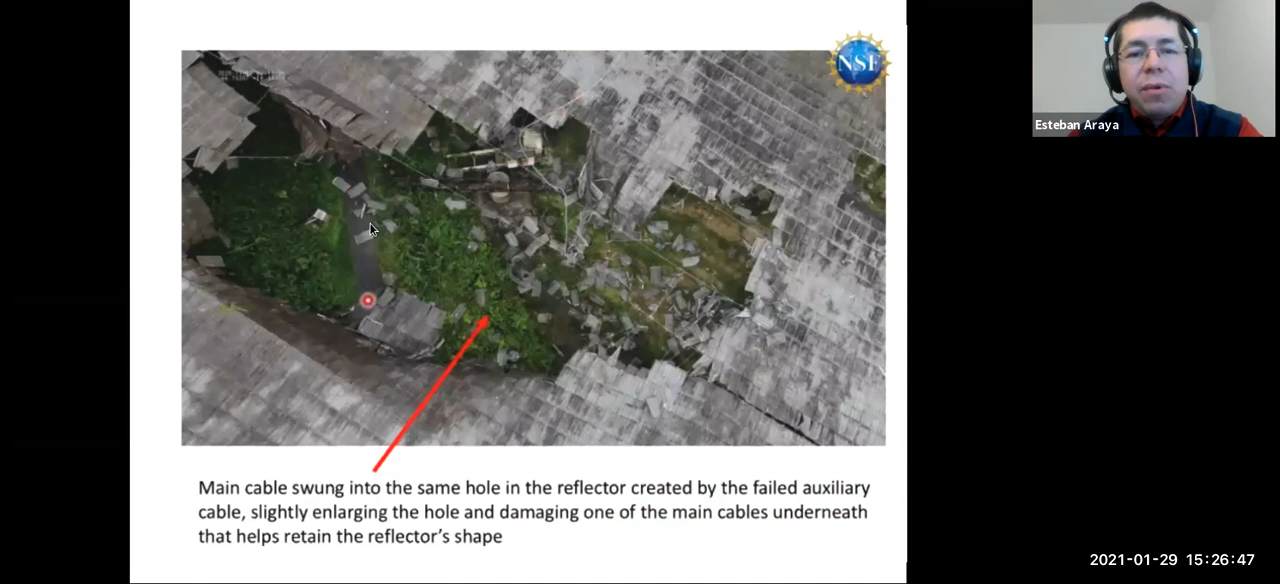 NSF
Esteban Araya
Main cable swung into the same hole in the reflector created by the failed auxiliary
cable, slightly enlarging the hole and damaging one of the main cables underneath
that helps retain the reflector's shape
2021-01-29 15:26:47